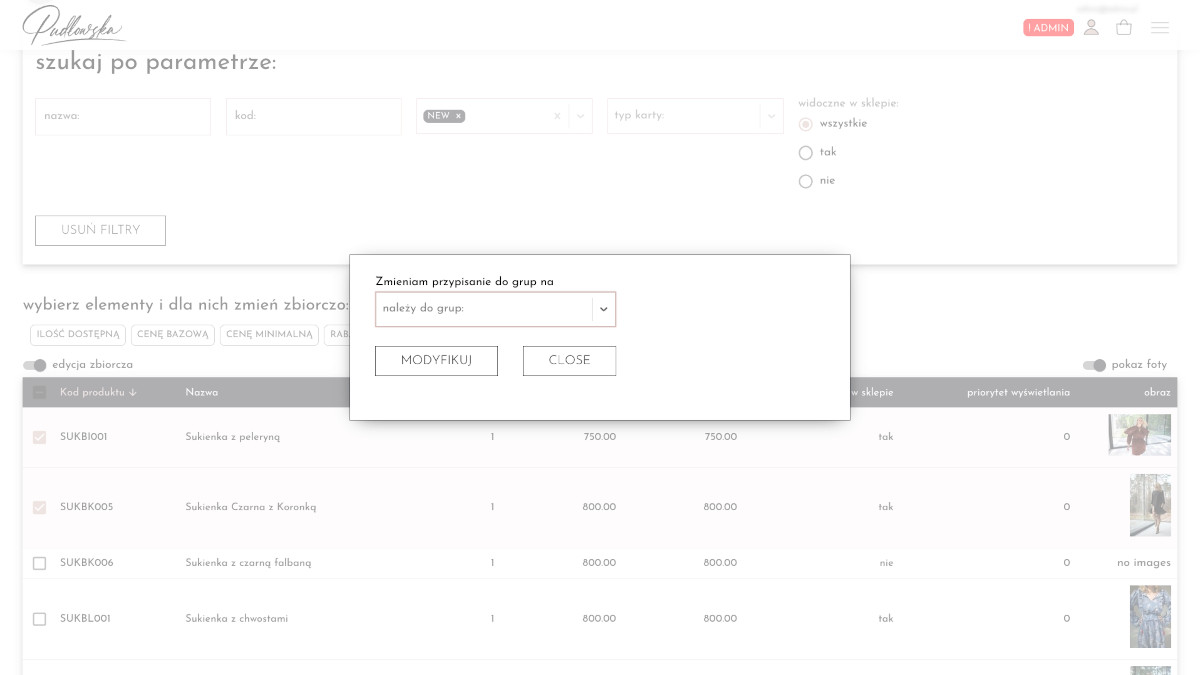 Pudlowska
! ADMIN
szukaj po parametrze:
nazwa:
kod:
NEW ×
typ karty:
widoczne w sklepie:
wszystkie
tak
nie
USUŃ FILTRY
Zmieniam przypisanie do grup na
należy do grup:
MODYFIKUJ
CLOSE
wybierz elementy i dla nich zmień zbiorczo:
ILOŚĆ DOSTĘPNĄ
CENĘ BAZOWĄ
CENĘ MINIMALNĄ
edycja zbiorcza
pokaz foty
Kod produktu ↓ Nazwa w sklepie priorytet wyświetlania obraz
SUKBI001 Sukienka z peleryną 1 750.00 750.00 tak 0
SUKBK005 Sukienka Czarna z Koronką 1 800.00 800.00 tak 0
SUKBK006 Sukienka z czarną falbaną 1 800.00 800.00 nie 0 no images
SUKBL001 Sukienka z chwostami 1 800.00 800.00 tak 0